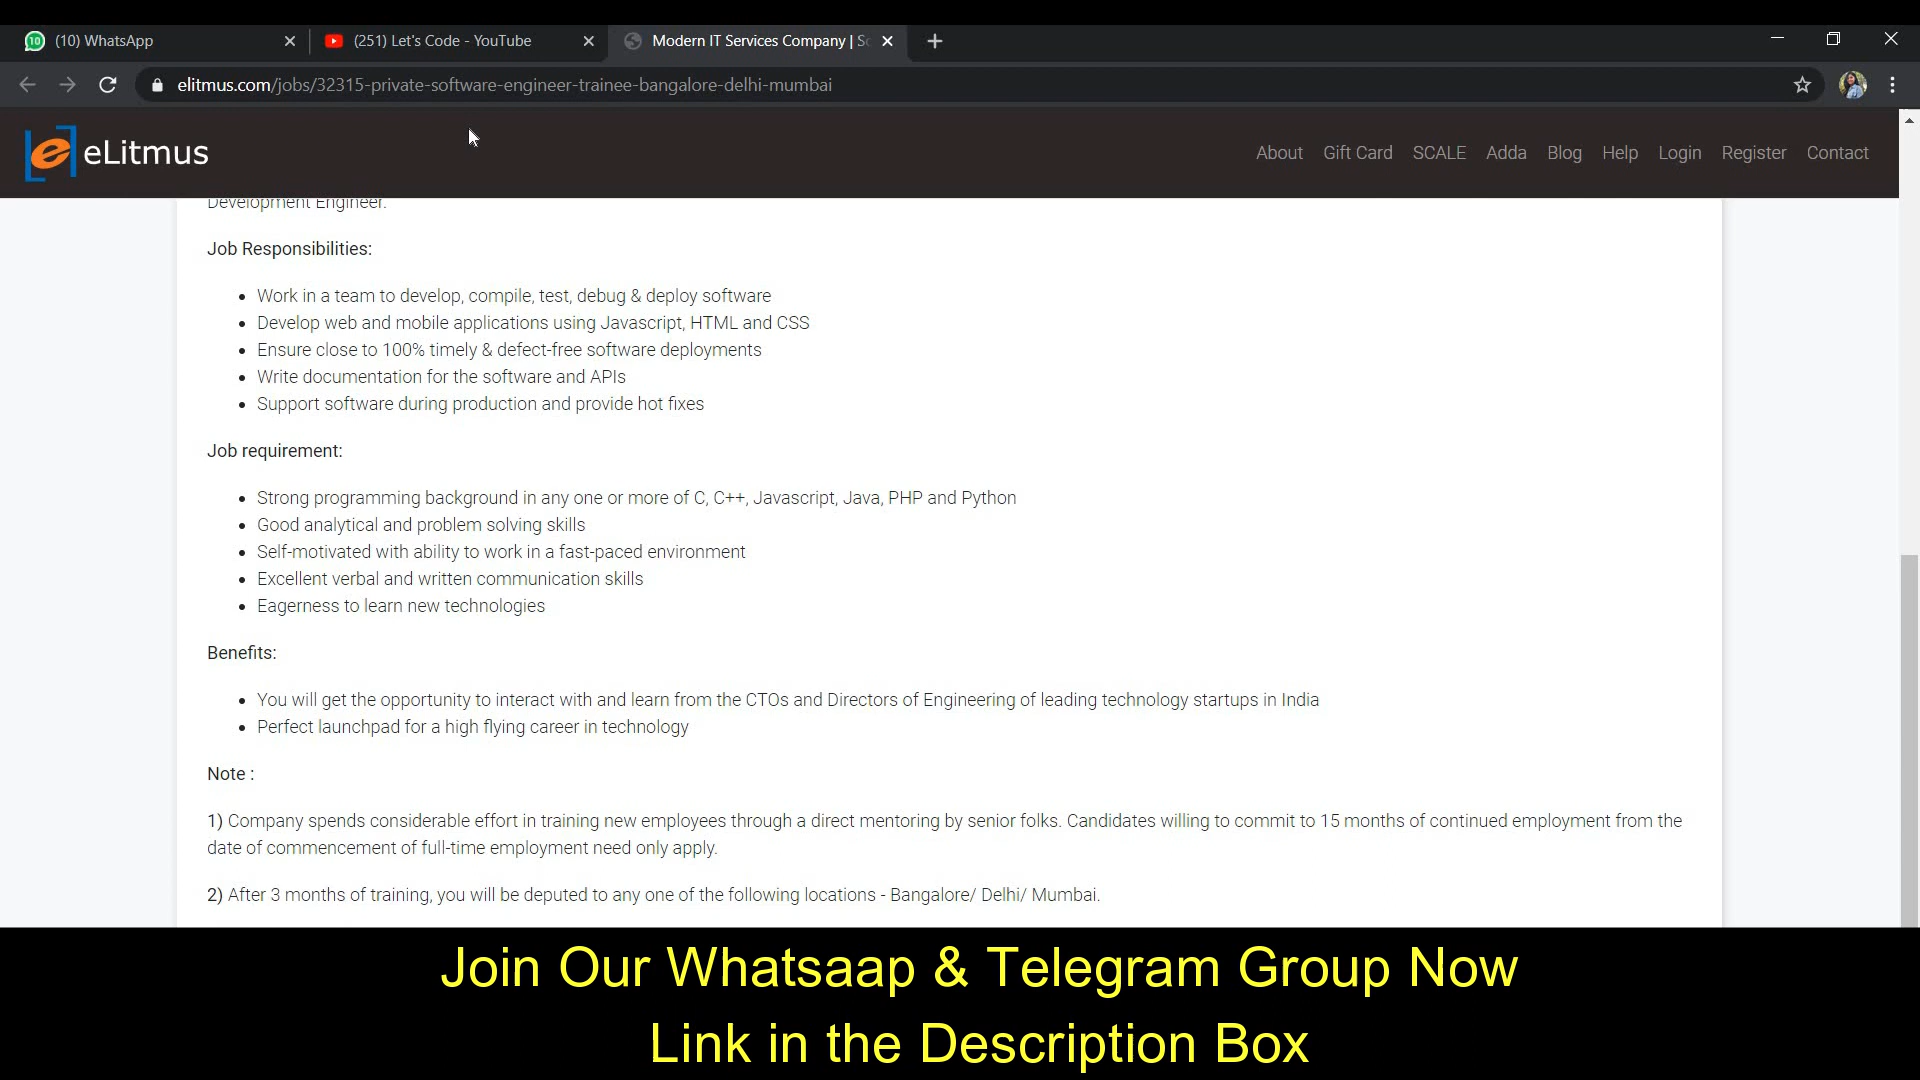 (10) WhatsApp
(251) Let's Code - YouTube
Modern IT Services Company |
elitmus.com/jobs/32315-private-software-engineer-trainee-bangalore-delhi-mumbai
eLitmus
About Gift Card SCALE Adda Blog Help Login Register Contact
Development Engineer.
Job Responsibilities:
• Work in a team to develop, compile, test, debug & deploy software
• Develop web and mobile applications using Javascript, HTML and CSS
• Ensure close to 100% timely & defect-free software deployments
• Write documentation for the software and APIs
• Support software during production and provide hot fixes
Job requirement:
• Strong programming background in any one or more of C, C++, Javascript, Java, PHP and Python
• Good analytical and problem solving skills
• Self-motivated with ability to work in a fast-paced environment
• Excellent verbal and written communication skills
• Eagerness to learn new technologies
Benefits:
• You will get the opportunity to interact with and learn from the CTOs and Directors of Engineering of leading technology startups in India
• Perfect launchpad for a high flying career in technology
Note :
1) Company spends considerable effort in training new employees through a direct mentoring by senior folks. Candidates willing to commit to 15 months of continued employment from the
date of commencement of full-time employment need only apply.
2) After 3 months of training, you will be deputed to any one of the following locations - Bangalore/ Delhi/ Mumbai.
Join Our Whatsaap & Telegram Group Now
Link in the Description Box